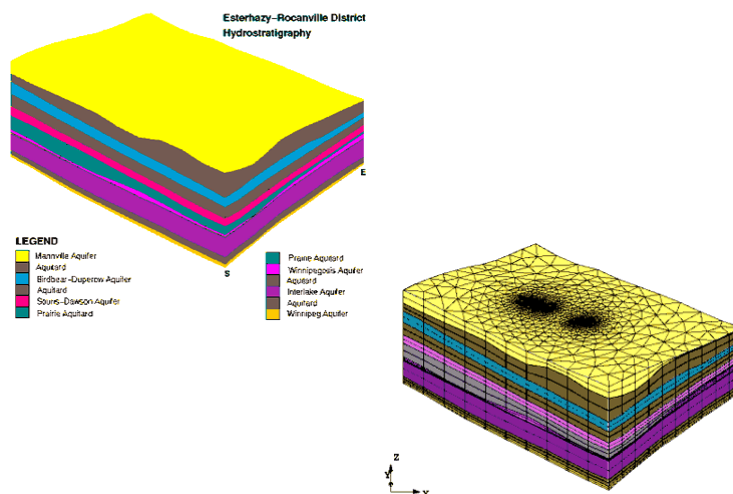 Esterhazy-Rocanville District
Hydrostratigraphy
E
S
LEGEND
Mannville Aquifer
Aquitard
Birdbear-Duperow Aquifer
Aquitard
Souris-Dawson Aquifer
Prairie Aquitard
Prairie Aquitard
Winnipegosis Aquifer
Aquitard
Interlake Aquifer
Aquitard
Winnipeg Aquifer
Z
Y
X